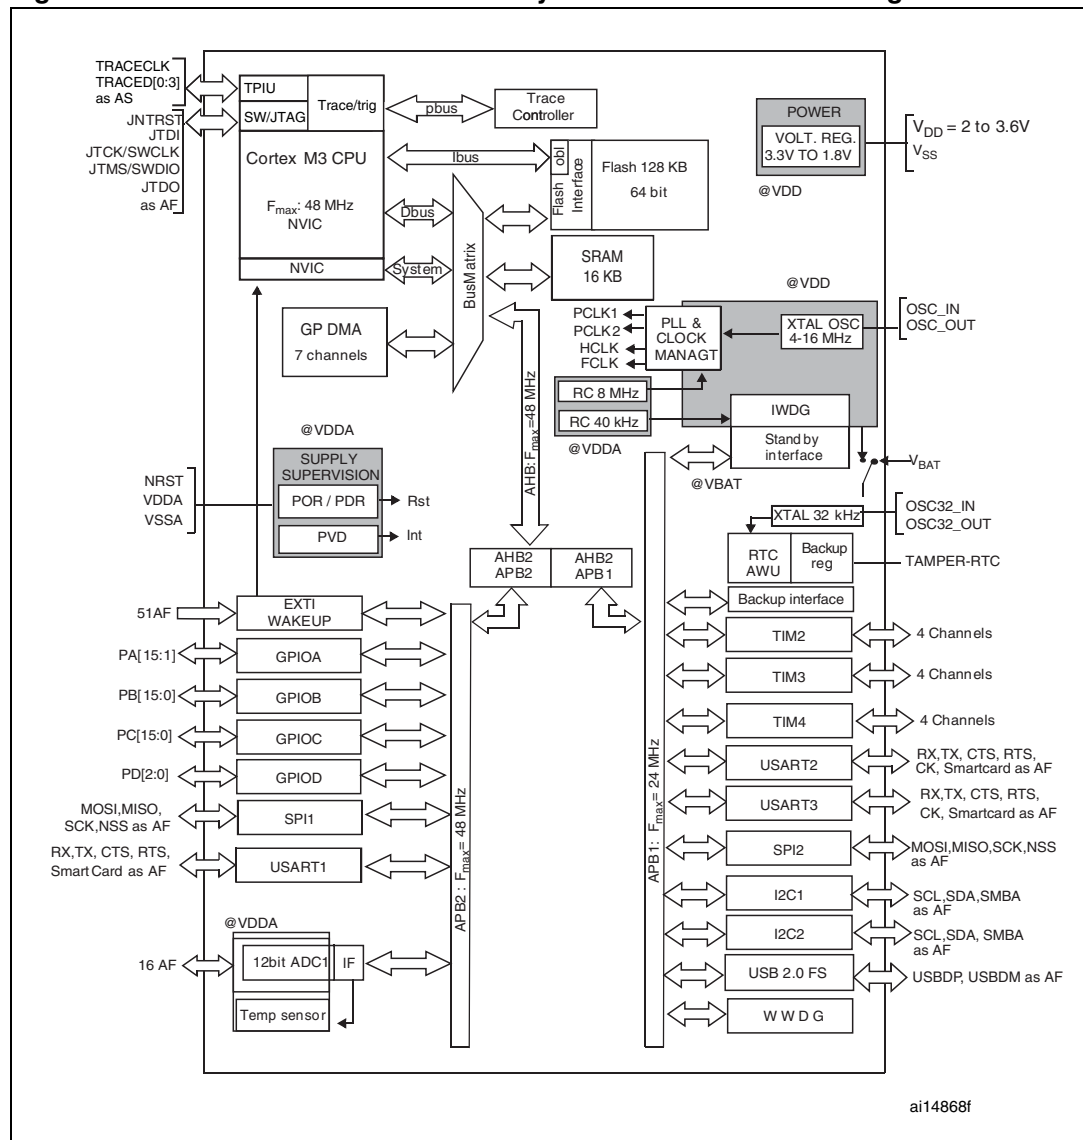 TRACECLK
TRACED[0:3]
as AS
JNTRST
JTDI
JTCK/SWCLK
JTMS/SWDIO
JTDO
as AF
TPIU
SW/JTAG
Trace/trig
pbus
Trace
Controller
Cortex M3 CPU
Fmax: 48 MHz
NVIC
NVIC
Ibus
Dbus
System
BusMatrix
Flash
Interface
obl
Flash 128 KB
64 bit
SRAM
16 KB
POWER
VOLT. REG.
3.3V TO 1.8V
@VDD
VDD = 2 to 3.6V
VSS
GP DMA
7 channels
@VDD
PCLK1
PCLK2
HCLK
FCLK
PLL &
CLOCK
MANAGT
XTAL OSC
4-16 MHz
OSC_IN
OSC_OUT
RC 8 MHz
RC 40 kHz
@VDDA
IWDG
Stand by
interface
@VBAT
VBAT
AHB: Fmax=48 MHz
@VDDA
SUPPLY
SUPERVISION
POR / PDR
PVD
Rst
Int
NRST
VDDA
VSSA
XTAL 32 kHz
OSC32_IN
OSC32_OUT
RTC
AWU
Backup
reg
TAMPER-RTC
Backup interface
AHB2
APB2
AHB2
APB1
51AF
EXTI
WAKEUP
PA[15:1]
GPIOA
PB[15:0]
GPIOB
PC[15:0]
GPIOC
PD[2:0]
GPIOD
MOSI,MISO,
SCK,NSS as AF
SPI1
RX,TX, CTS, RTS,
Smart Card as AF
USART1
@VDDA
16 AF
12bit ADC1
IF
Temp sensor
APB2 : Fmax= 48 MHz
APB1: Fmax= 24 MHz
TIM2
4 Channels
TIM3
4 Channels
TIM4
4 Channels
USART2
RX,TX, CTS, RTS,
CK, Smartcard as AF
USART3
RX,TX, CTS, RTS,
CK, Smartcard as AF
SPI2
MOSI,MISO,SCK,NSS
as AF
I2C1
SCL,SDA,SMBA
as AF
I2C2
SCL,SDA, SMBA
as AF
USB 2.0 FS
USBDP, USBDM as AF
W W D G
ai14868f